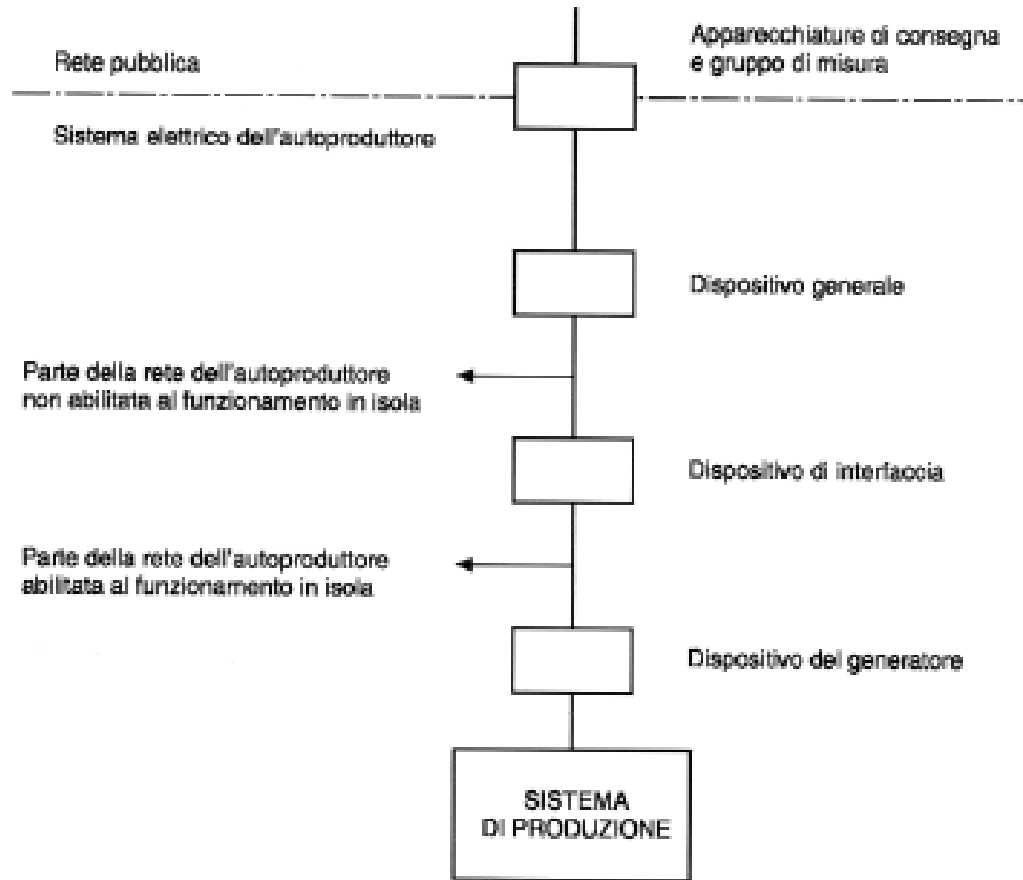 Rete pubblica
Apparecchiature di consegna
e gruppo di misura
Sistema elettrico dell'autoproduttore
Dispositivo generale
Parte della rete dell'autoproduttore
non abilitata al funzionamento in isola
Dispositivo di interfaccia
Parte della rete dell'autoproduttore
abilitata al funzionamento in isola
Dispositivo del generatore
SISTEMA
DI PRODUZIONE